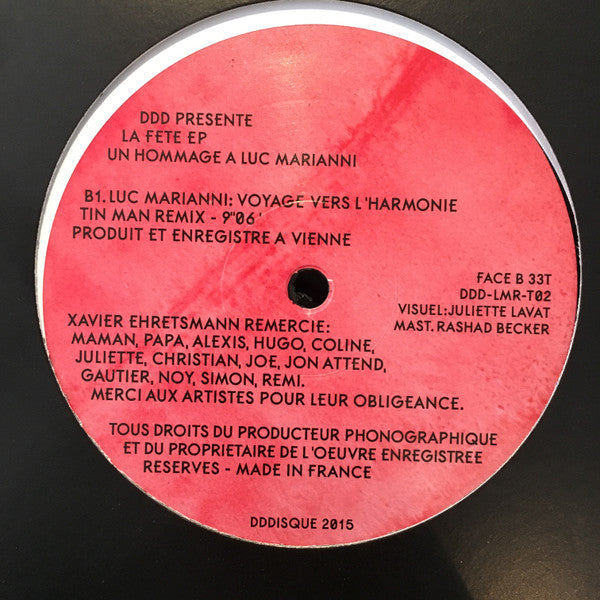 DDD PRESENTE
LA FETE EP
UN HOMMAGE A LUC MARIANNI
B1. LUC MARIANNI: VOYAGE VERS L'HARMONIE
TIN MAN REMIX - 9"06'
PRODUIT ET ENREGISTRE A VIENNE
FACE B 33T
DDD-LMR-T02
VISUEL:JULIETTE LAVAT
MAST. RASHAD BECKER
XAVIER EHRETSMANN REMERCIE:
MAMAN, PAPA, ALEXIS, HUGO, COLINE,
JULIETTE, CHRISTIAN, JOE, JON ATTEND,
GAUTIER, NOY, SIMON, REMI.
MERCI AUX ARTISTES POUR LEUR OBLIGEANCE.
TOUS DROITS DU PRODUCTEUR PHONOGRAPHIQUE
ET DU PROPRIETAIRE DE L'OEUVRE ENREGISTREE
RESERVES - MADE IN FRANCE
DDDISQUE 2015